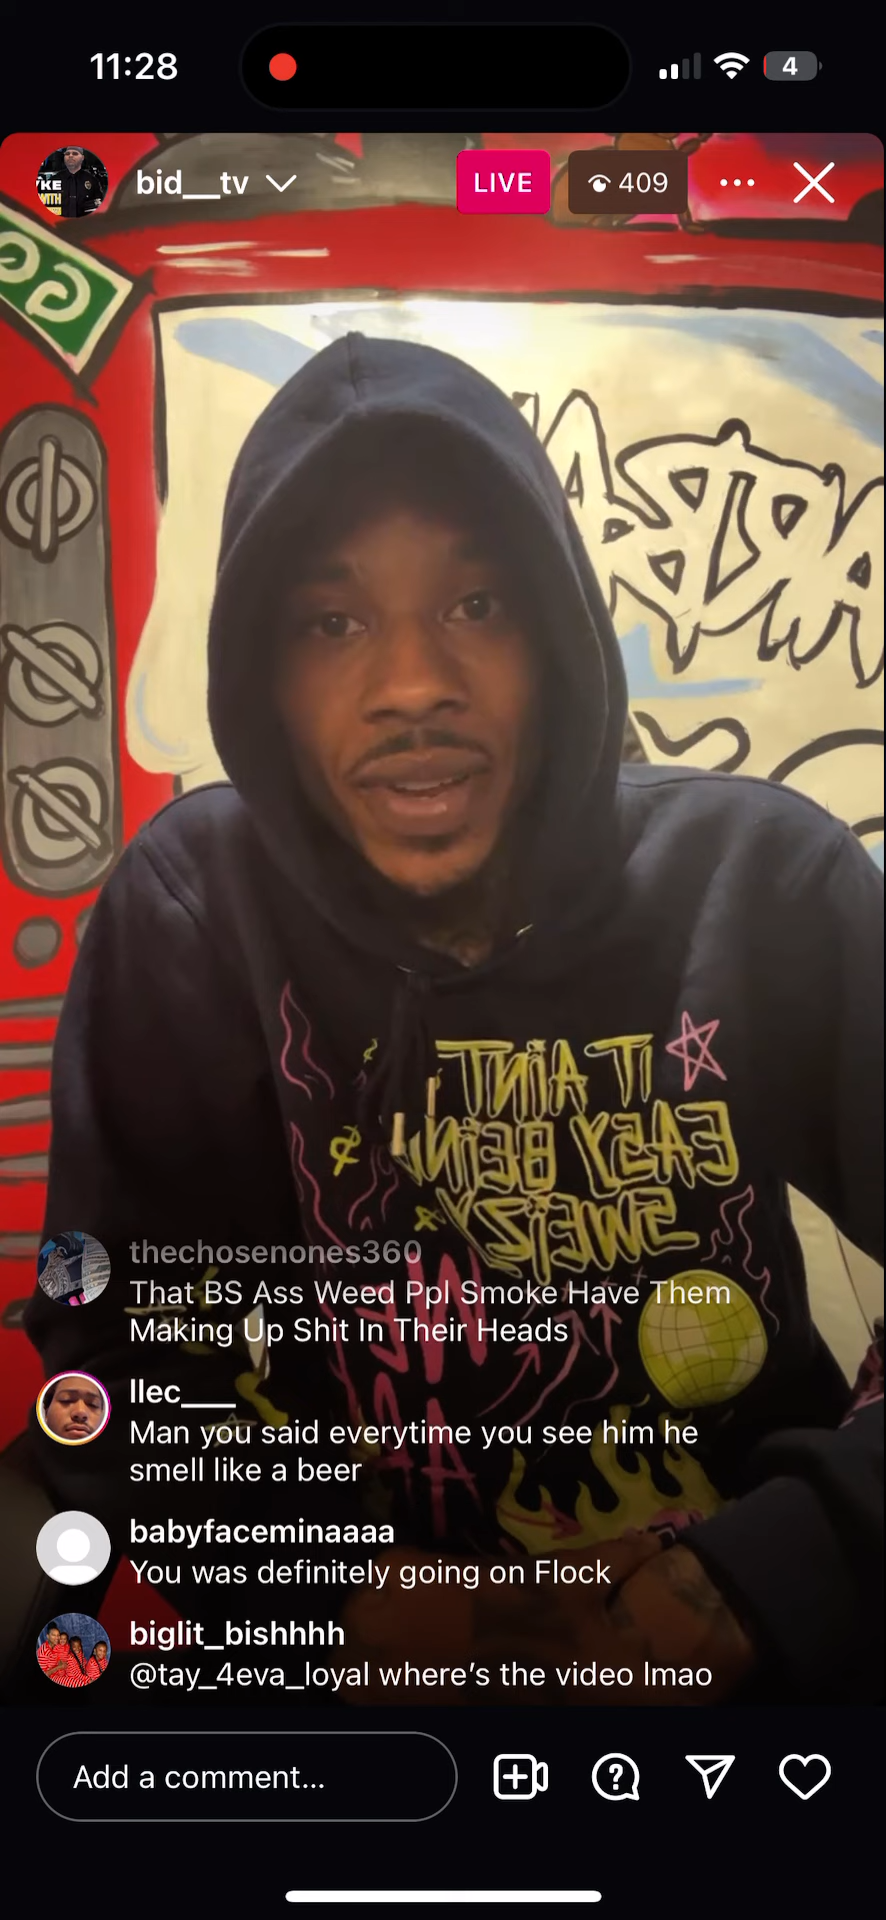 11:28
4
bid__tv
LIVE
409
IT AINT
EASY BEIN
thechosenones360
That BS Ass Weed Ppl Smoke Have Them
Making Up Shit In Their Heads
llec___
Man you said everytime you see him he
smell like a beer
babyfaceminaaaa
You was definitely going on Flock
biglit_bishhhh
@tay_4eva_loyal where's the video lmao
Add a comment...